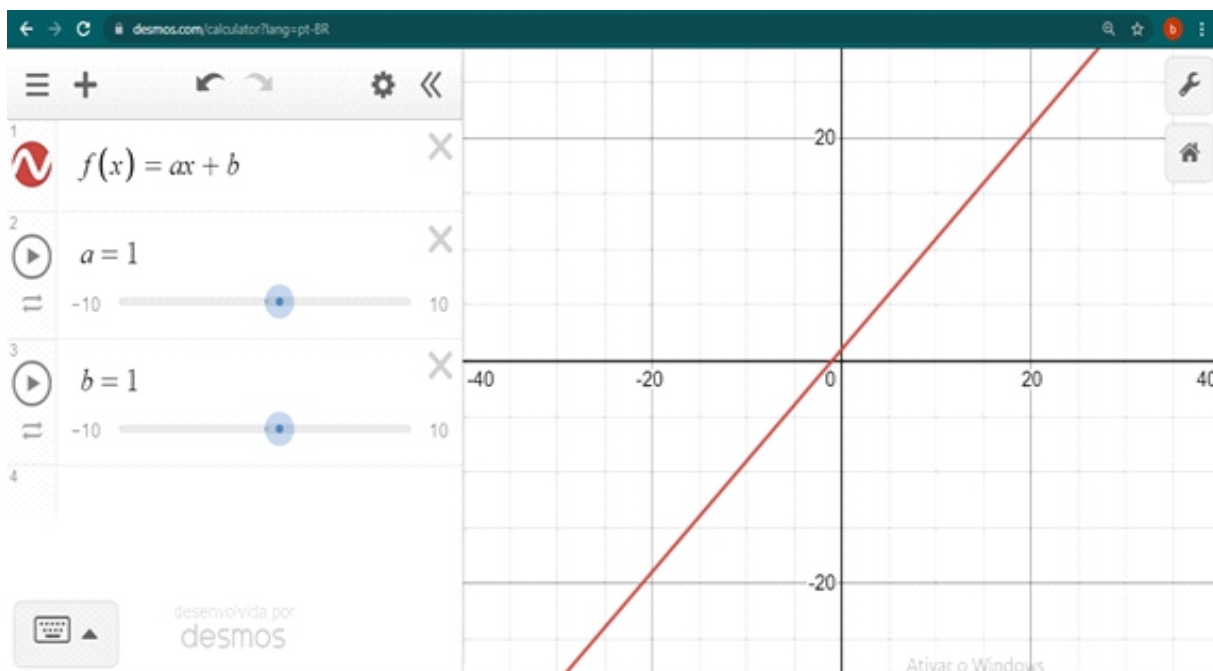 desmos.com/calculator?lang=pt-BR
b
1
f(x) = ax + b
2
a = 1
-10
10
3
b = 1
-10
10
4
desenvolvida por
desmos
20
-40
-20
0
20
40
-20
Ativar o Windows